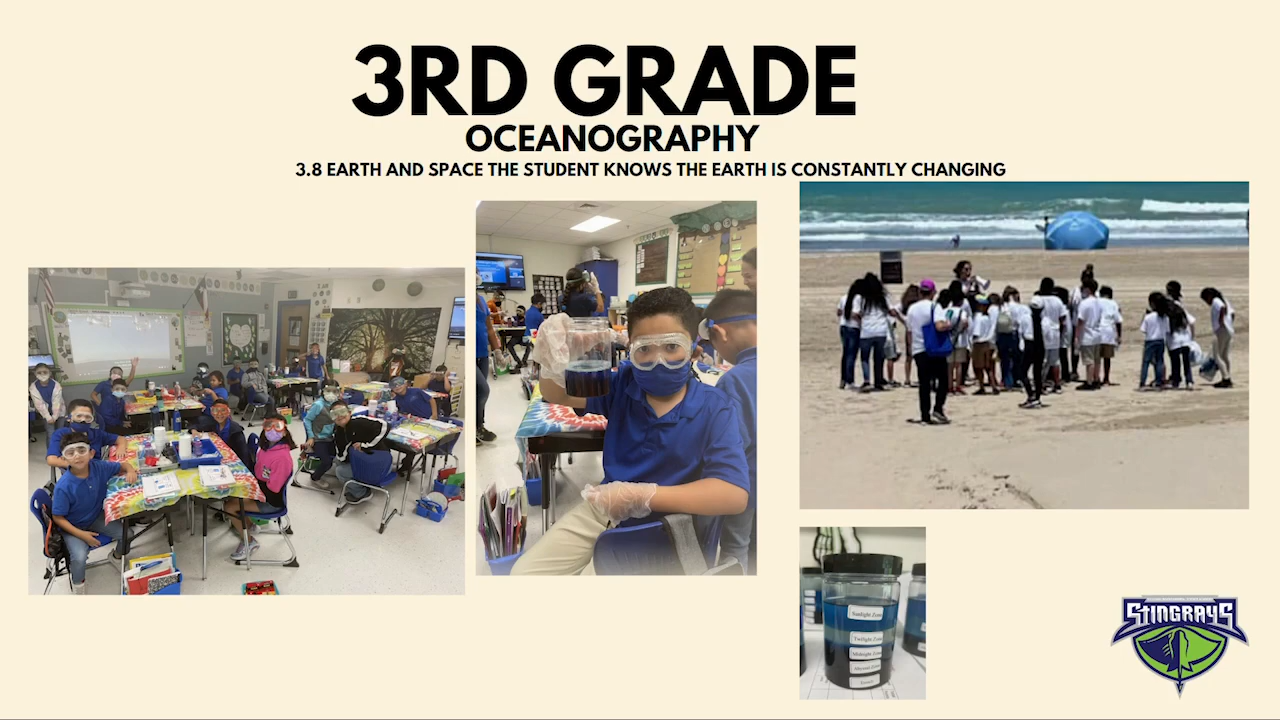 3RD GRADE
OCEANOGRAPHY
3.8 EARTH AND SPACE THE STUDENT KNOWS THE EARTH IS CONSTANTLY CHANGING
Sunlight Zone
Twilight Zone
Midnight Zone
STINGRAYS